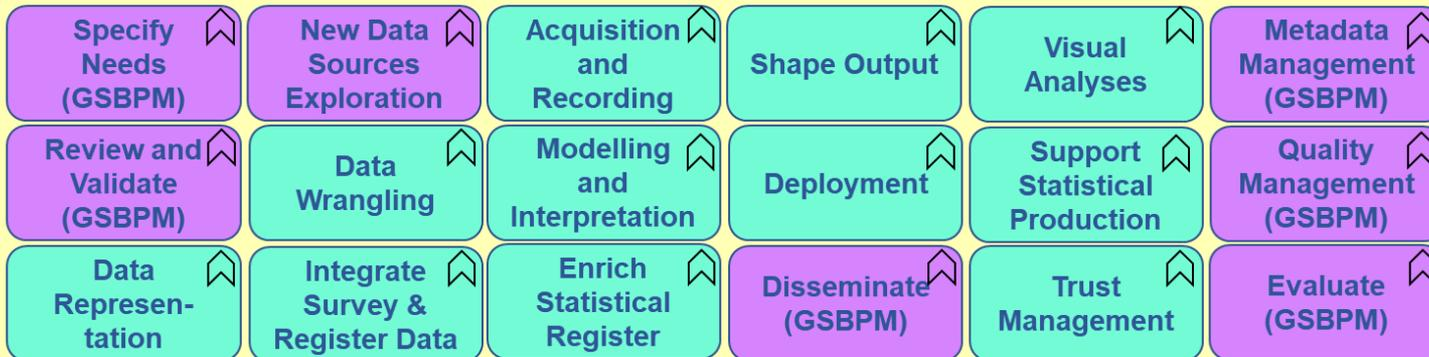 Specify
Needs
(GSBPM)
New Data
Sources
Exploration
Acquisition
and
Recording
Shape Output
Visual
Analyses
Metadata
Management
(GSBPM)
Review and
Validate
(GSBPM)
Data
Wrangling
Modelling
and
Interpretation
Deployment
Support
Statistical
Production
Quality
Management
(GSBPM)
Data
Represen-
tation
Integrate
Survey &
Register Data
Enrich
Statistical
Register
Disseminate
(GSBPM)
Trust
Management
Evaluate
(GSBPM)